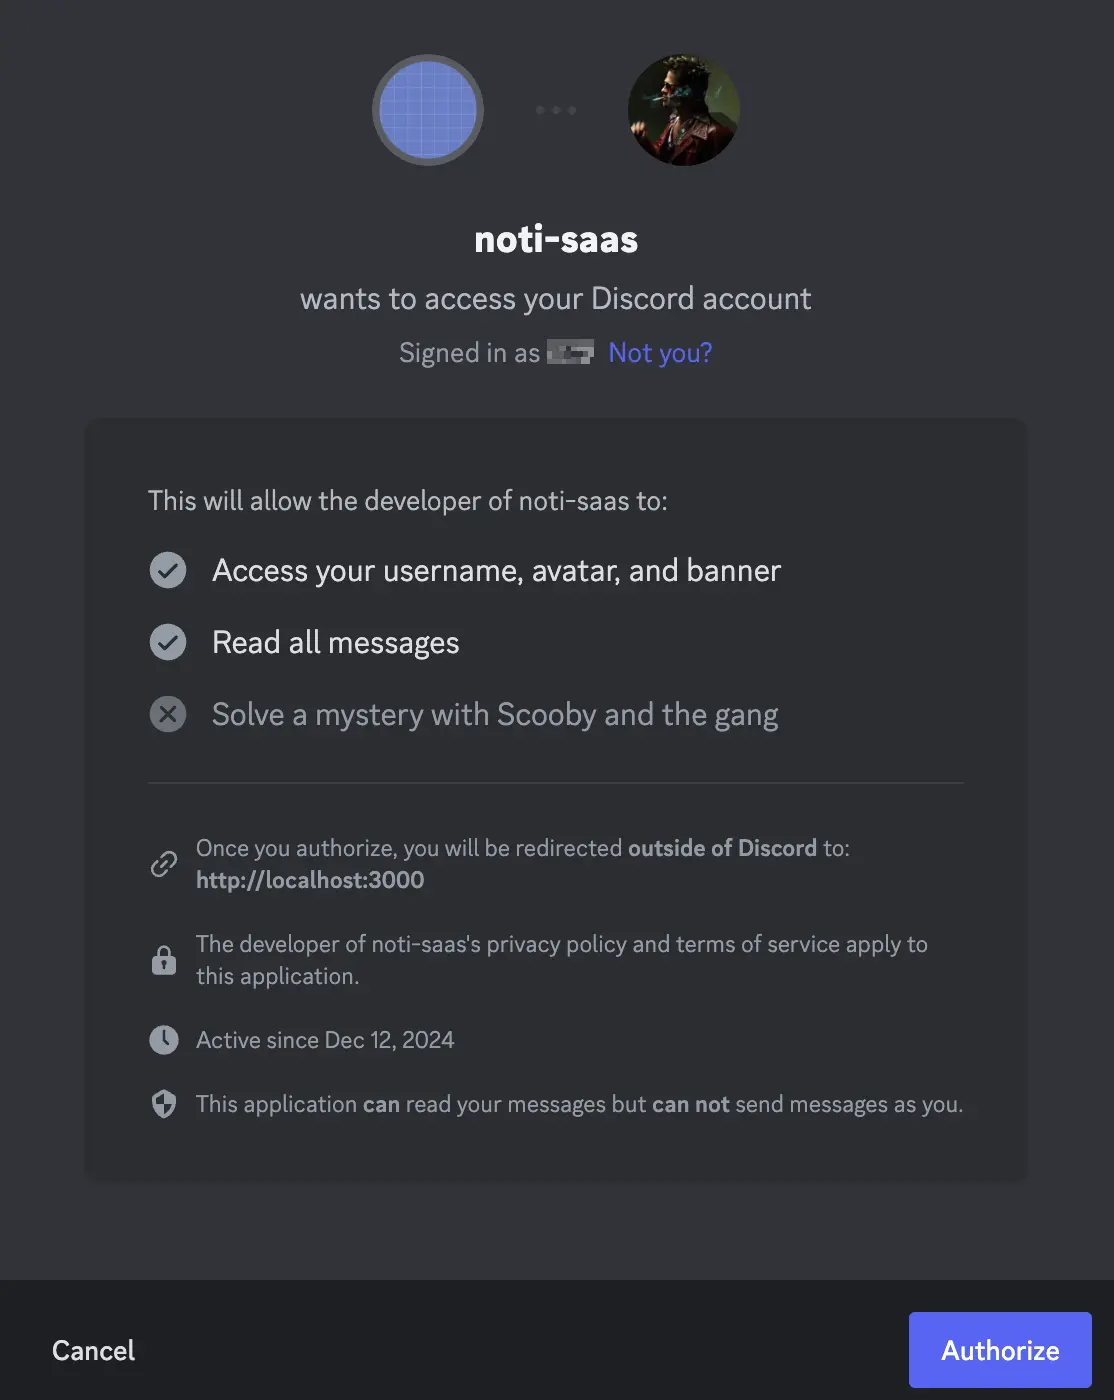 noti-saas
wants to access your Discord account
Signed in as Not you?
This will allow the developer of noti-saas to:
Access your username, avatar, and banner
Read all messages
Solve a mystery with Scooby and the gang
Once you authorize, you will be redirected outside of Discord to:
http://localhost:3000
The developer of noti-saas's privacy policy and terms of service apply to
this application.
Active since Dec 12, 2024
This application can read your messages but can not send messages as you.
Cancel
Authorize